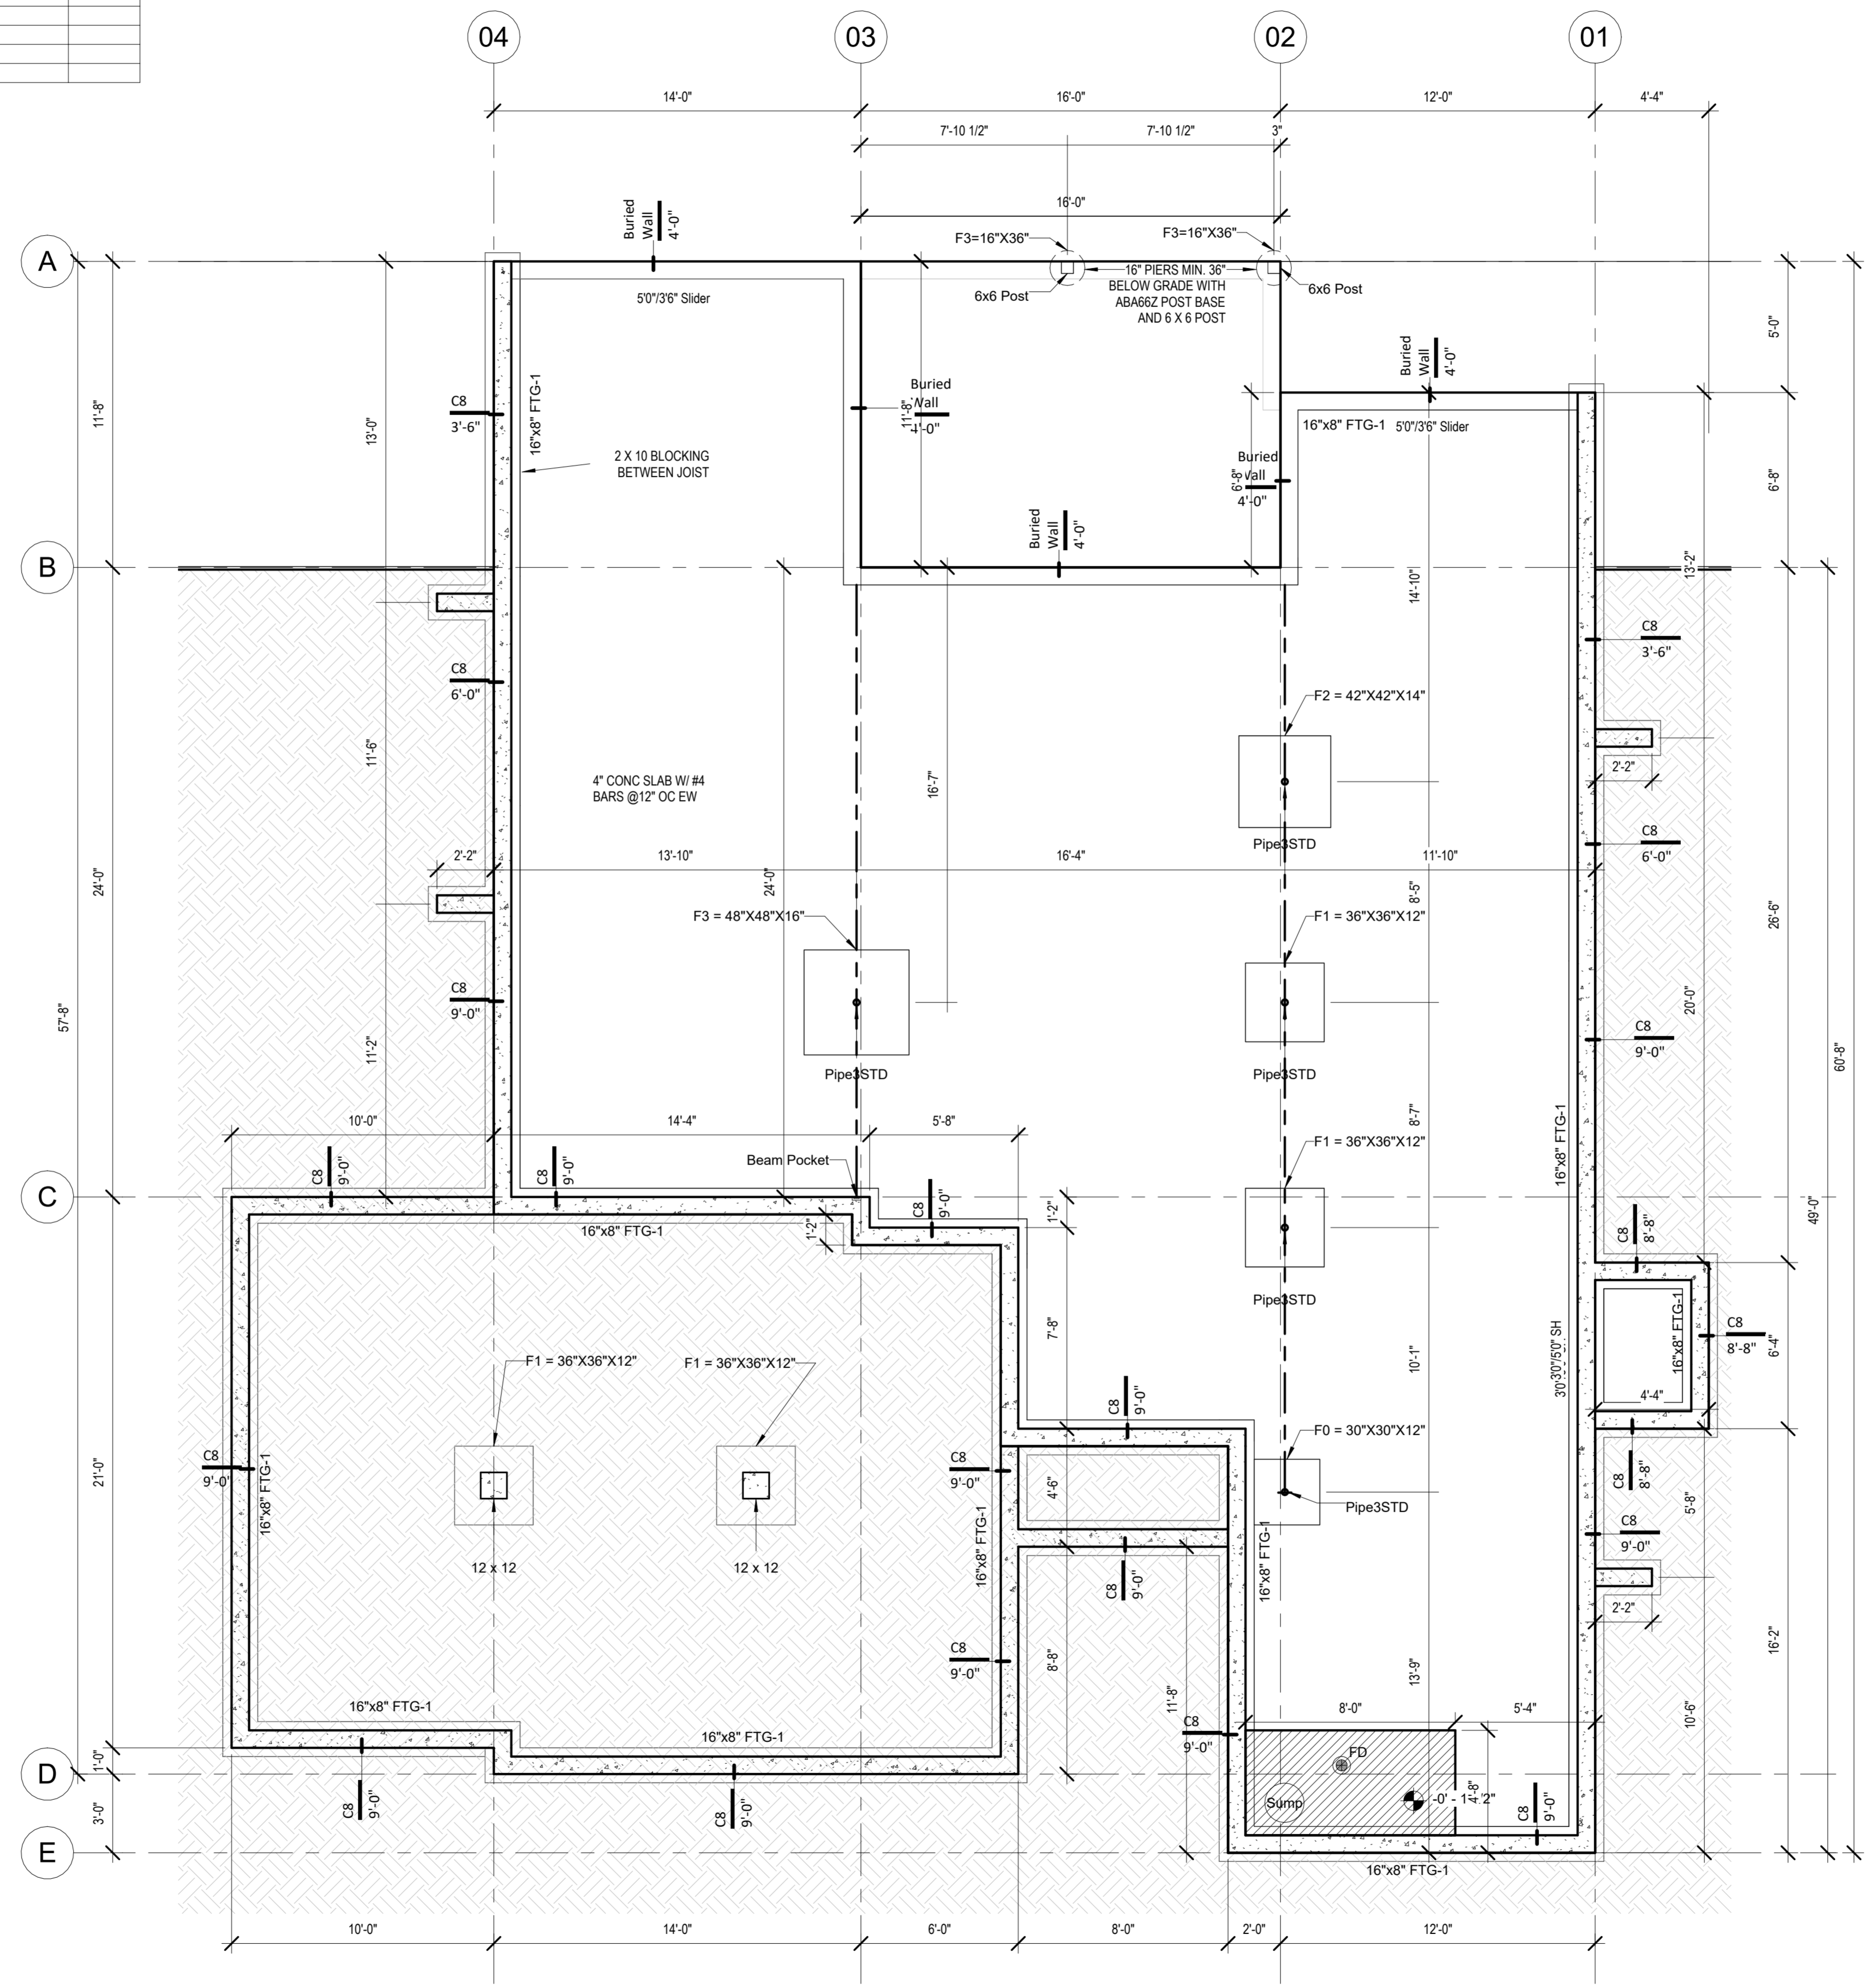 04
03
02
01
14'-0"
16'-0"
12'-0"
4'-4"
7'-10 1/2"
7'-10 1/2"
3"
16'-0"
Buried
Wall
4'-0"
F3=16"X36"
F3=16"X36"
A
5'0"/3'6" Slider
6x6 Post
16" PIERS MIN. 36"
BELOW GRADE WITH
ABA66Z POST BASE
AND 6 X 6 POST
6x6 Post
5'-0"
Buried
Wall
4'-0"
11'-8"
13'-0"
C8
3'-6"
16"x8" FTG-1
Buried
Wall
4'-0"
11'-8"
16"x8" FTG-1
5'0"/3'6" Slider
2 X 10 BLOCKING
BETWEEN JOIST
Buried
Wall
4'-0"
6'-8"
6'-8"
Buried
Wall
4'-0"
B
14'-10"
13'-2"
C8
3'-6"
C8
6'-0"
F2 = 42"X42"X14"
11'-6"
4" CONC SLAB W/ #4
BARS @12" OC EW
16'-7"
2'-2"
Pipe3STD
C8
6'-0"
2'-2"
13'-10"
16'-4"
11'-10"
24'-0"
24'-0"
8'-5"
26'-6"
F3 = 48"X48"X16"
F1 = 36"X36"X12"
C8
9'-0"
57'-8"
20'-0"
C8
9'-0"
11'-2"
60'-8"
Pipe3STD
Pipe3STD
10'-0"
14'-4"
5'-8"
8'-7"
16"x8" FTG-1
F1 = 36"X36"X12"
Beam Pocket
C8
9'-0"
C8
9'-0"
C
C8
9'-0"
1'-2"
49'-0"
16"x8" FTG-1
1'-2"
C8
8'-8"
Pipe3STD
7'-8"
16"x8" FTG-1
C8
8'-8"
6'-4"
F1 = 36"X36"X12"
F1 = 36"X36"X12"
10'-1"
4'-4"
C8
9'-0"
F0 = 30"X30"X12"
C8
9'-0"
16"x8" FTG-1
21'-0"
C8
9'-0"
4'-6"
Pipe3STD
C8
8'-8"
5'-8"
C8
9'-0"
12 x 12
12 x 12
16"x8" FTG-1
16"x8" FTG-1
C8
9'-0"
2'-2"
C8
9'-0"
8'-8"
13'-9"
16'-2"
16"x8" FTG-1
16"x8" FTG-1
11'-8"
8'-0"
5'-4"
10'-6"
C8
9'-0"
FD
1'-0"
D
C8
9'-0"
C8
9'-0"
Sump
C8
9'-0"
3'-0"
E
16"x8" FTG-1
10'-0"
14'-0"
6'-0"
8'-0"
2'-0"
12'-0"